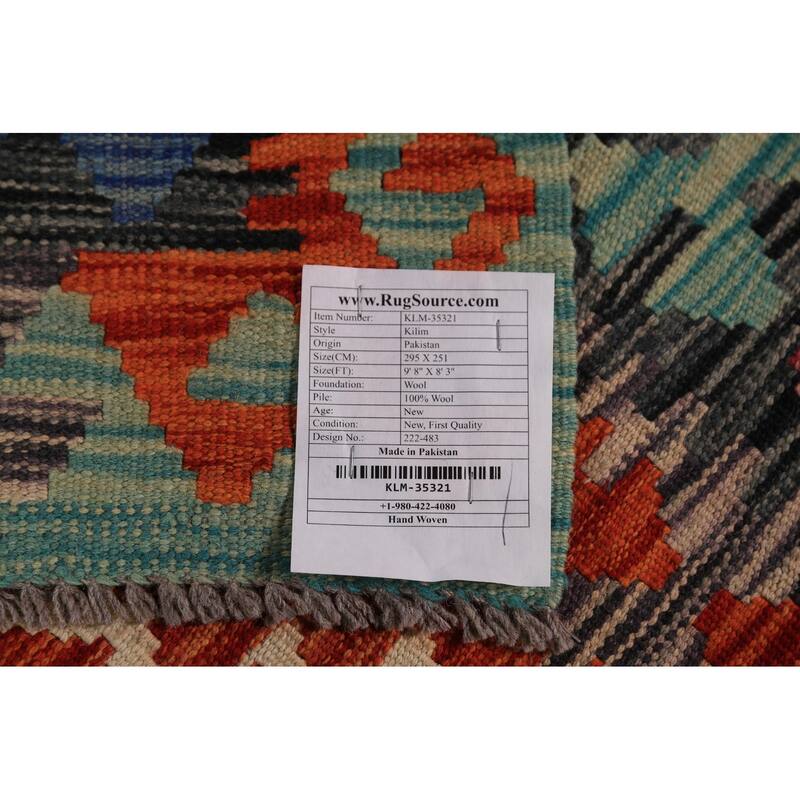 www.RugSource.com
Item Number: KLM-35321
Style Kilim
Origin Pakistan
Size(CM): 295 X 251
Size(FT): 9' 8" X 8' 3"
Foundation: Wool
Pile: 100% Wool
Age: New
Condition: New, First Quality
Design No.: 222-483
Made in Pakistan
KLM-35321
+1-980-422-4080
Hand Woven